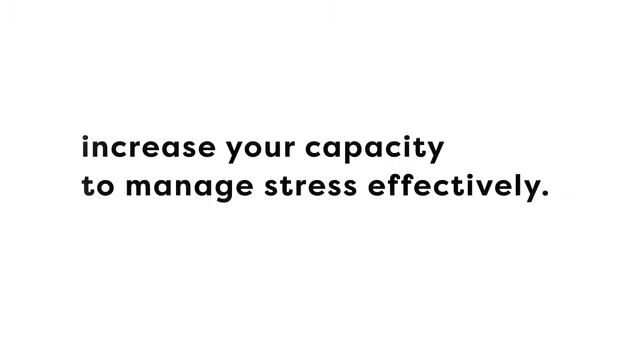 increase your capacity
to manage stress effectively.